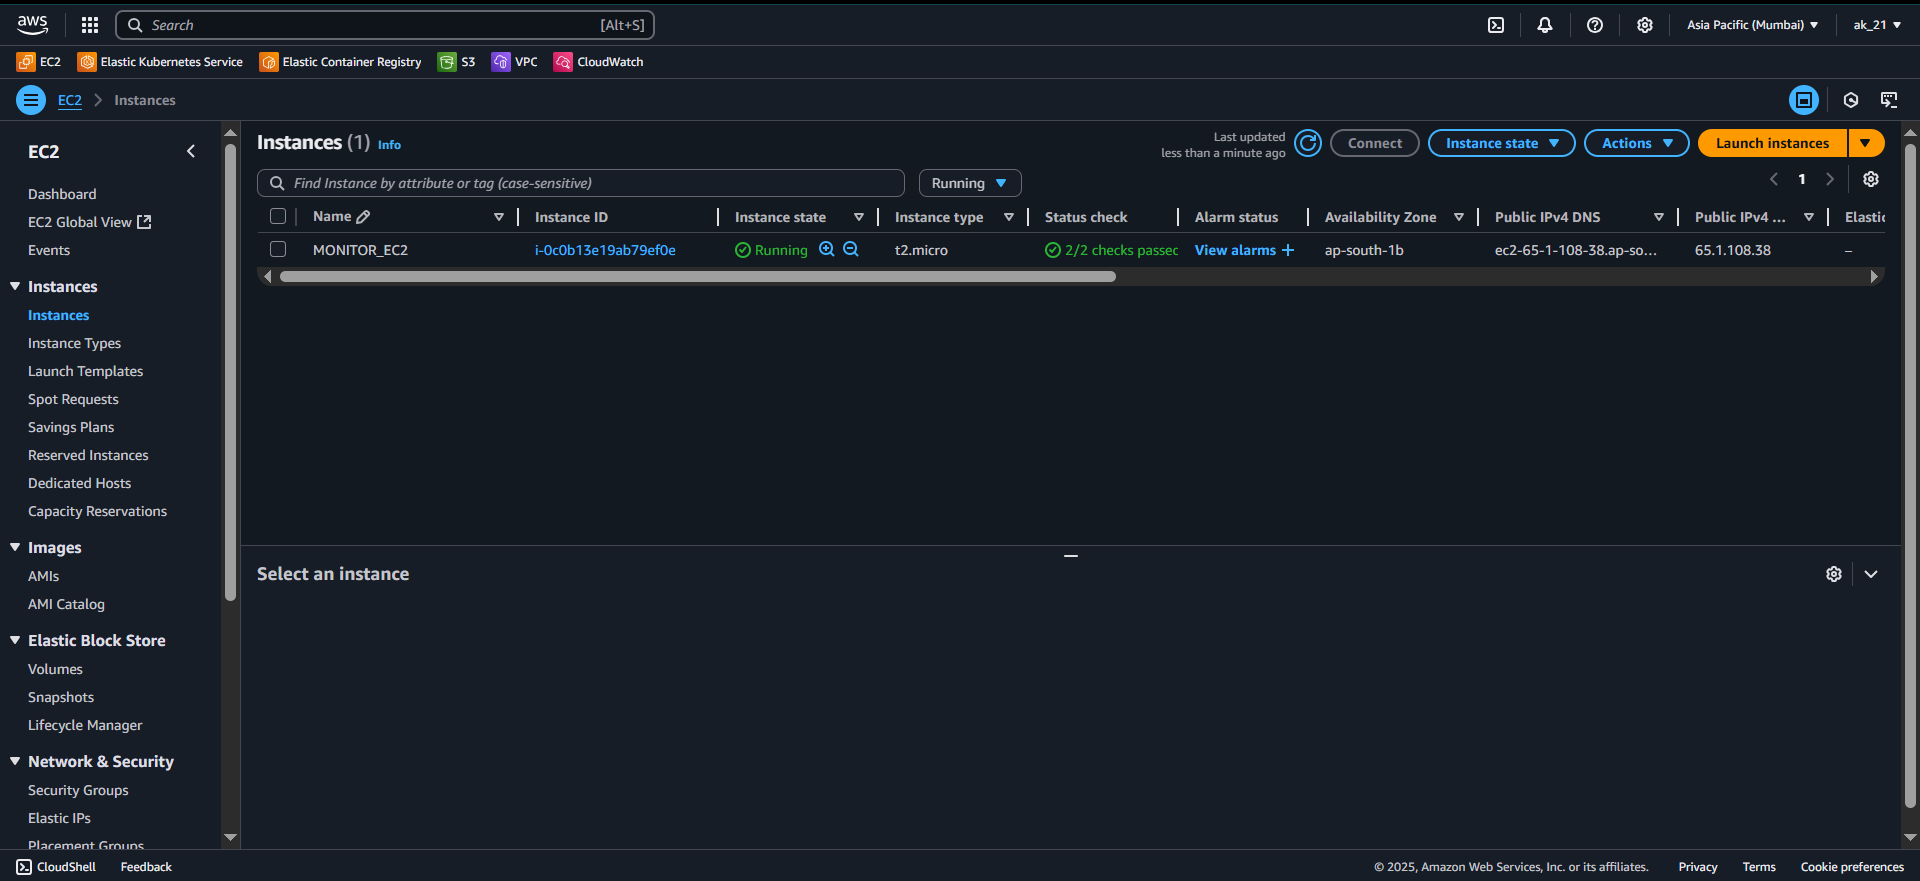 aws
Search [Alt+S]
Asia Pacific (Mumbai)
ak_21
EC2
Elastic Kubernetes Service
Elastic Container Registry
S3
VPC
CloudWatch
EC2
Instances
EC2
Dashboard
EC2 Global View
Events
Instances
Instances
Instance Types
Launch Templates
Spot Requests
Savings Plans
Reserved Instances
Dedicated Hosts
Capacity Reservations
Images
AMIs
AMI Catalog
Elastic Block Store
Volumes
Snapshots
Lifecycle Manager
Network & Security
Security Groups
Elastic IPs
Placement Groups
Instances (1) Info
Last updated
less than a minute ago
Connect
Instance state
Actions
Launch instances
Find Instance by attribute or tag (case-sensitive)
Running
1
Name Instance ID Instance state Instance type Status check Alarm status Availability Zone Public IPv4 DNS Public IPv4 ... Elastic
MONITOR_EC2 i-0c0b13e19ab79ef0e Running t2.micro 2/2 checks passec View alarms + ap-south-1b ec2-65-1-108-38.ap-so... 65.1.108.38 –
Select an instance
CloudShell
Feedback
© 2025, Amazon Web Services, Inc. or its affiliates.
Privacy
Terms
Cookie preferences